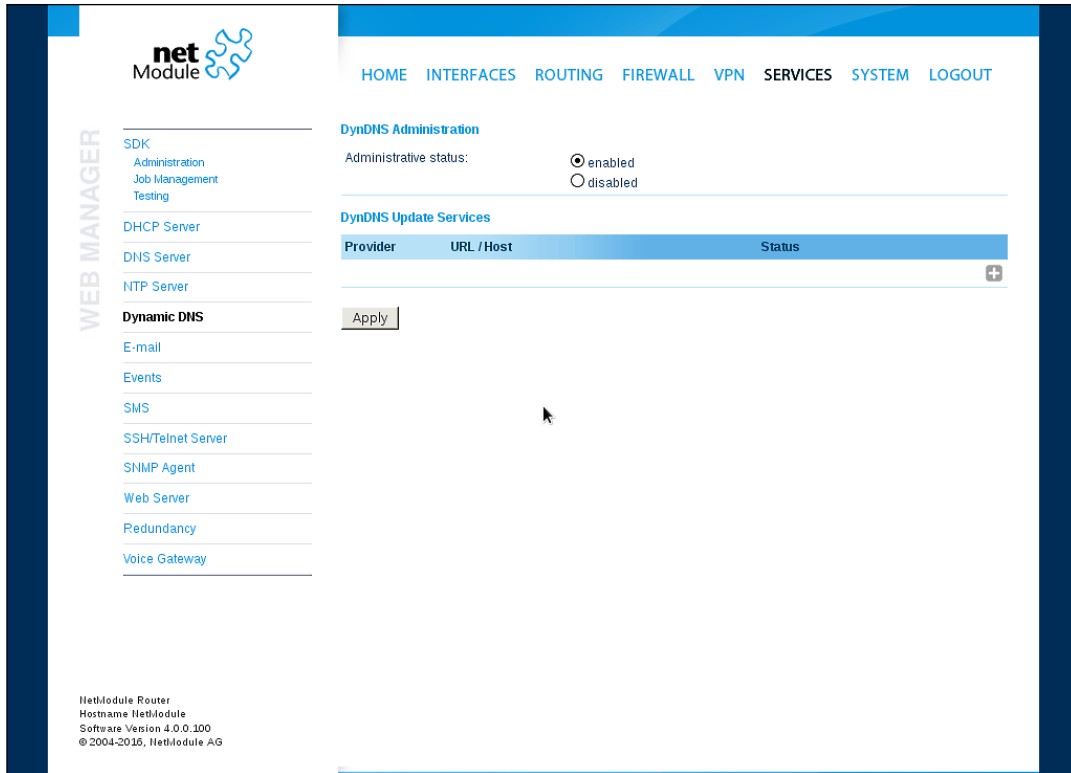 net
Module
HOME INTERFACES ROUTING FIREWALL VPN SERVICES SYSTEM LOGOUT
WEB MANAGER
SDK
Administration
Job Management
Testing
DHCP Server
DNS Server
NTP Server
Dynamic DNS
E-mail
Events
SMS
SSH/Telnet Server
SNMP Agent
Web Server
Redundancy
Voice Gateway
DynDNS Administration
Administrative status:
enabled
disabled
DynDNS Update Services
Provider URL / Host Status
Apply
NetModule Router
Hostname NetModule
Software Version 4.0.0.100
© 2004-2016, NetModule AG